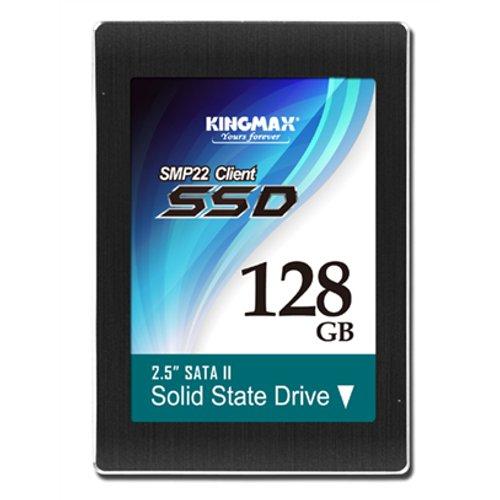 KINGMAX®
Yours forever
SMP22 Client
SSD
128
GB
2.5" SATA II
Solid State Drive ▼